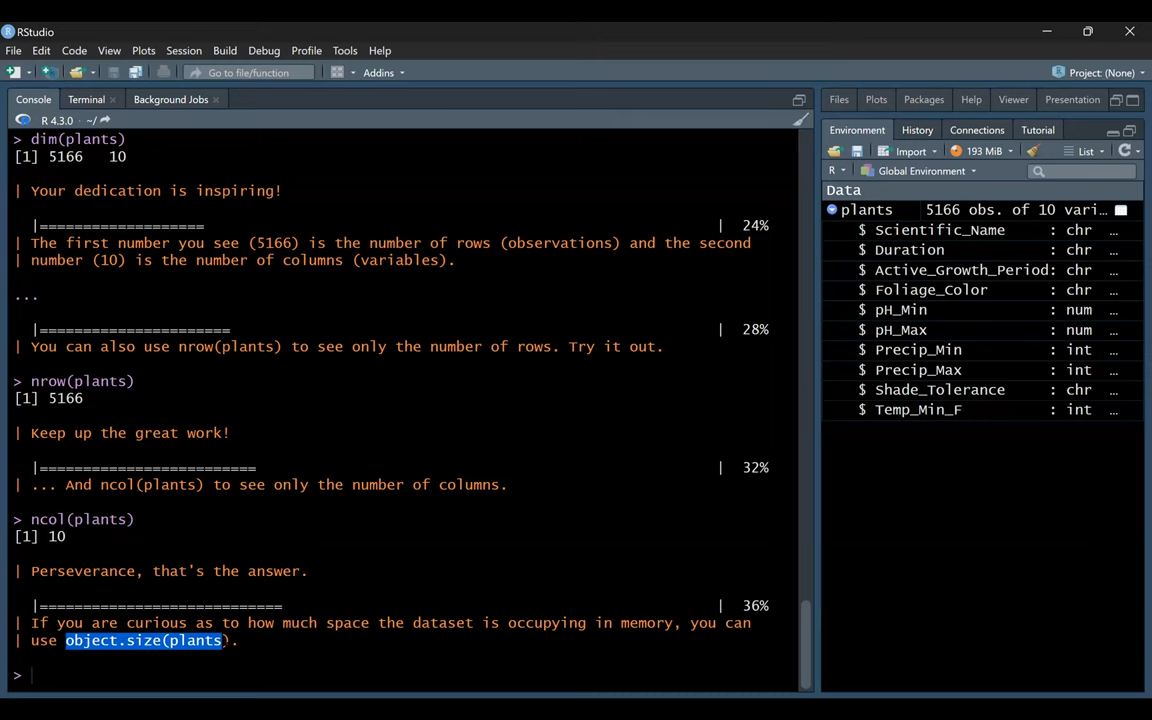 RStudio
File Edit Code View Plots Session Build Debug Profile Tools Help
Go to file/function Addins Project: (None)
Console Terminal Background Jobs
R 4.3.0 · ~/
> dim(plants)
[1] 5166 10
| Your dedication is inspiring!
|=================== | 24%
| The first number you see (5166) is the number of rows (observations) and the second
| number (10) is the number of columns (variables).
...
|====================== | 28%
| You can also use nrow(plants) to see only the number of rows. Try it out.
> nrow(plants)
[1] 5166
| Keep up the great work!
|========================= | 32%
| ... And ncol(plants) to see only the number of columns.
> ncol(plants)
[1] 10
| Perseverance, that's the answer.
|============================ | 36%
| If you are curious as to how much space the dataset is occupying in memory, you can
| use object.size(plants).
>
Files Plots Packages Help Viewer Presentation
Environment History Connections Tutorial
Import 193 MiB List
R Global Environment
Data
plants 5166 obs. of 10 vari...
$ Scientific_Name : chr ...
$ Duration : chr ...
$ Active_Growth_Period: chr ...
$ Foliage_Color : chr ...
$ pH_Min : num ...
$ pH_Max : num ...
$ Precip_Min : int ...
$ Precip_Max : int ...
$ Shade_Tolerance : chr ...
$ Temp_Min_F : int ...